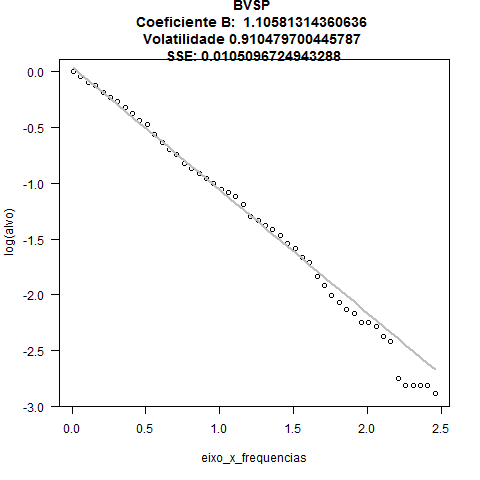 BVSP
Coeficiente B: 1.10581314360636
Volatilidade 0.910479700445787
SSE: 0.0105096724943288
log(alvo)
0.0
-0.5
-1.0
-1.5
-2.0
-2.5
-3.0
0.0 0.5 1.0 1.5 2.0 2.5
eixo_x_frequencias